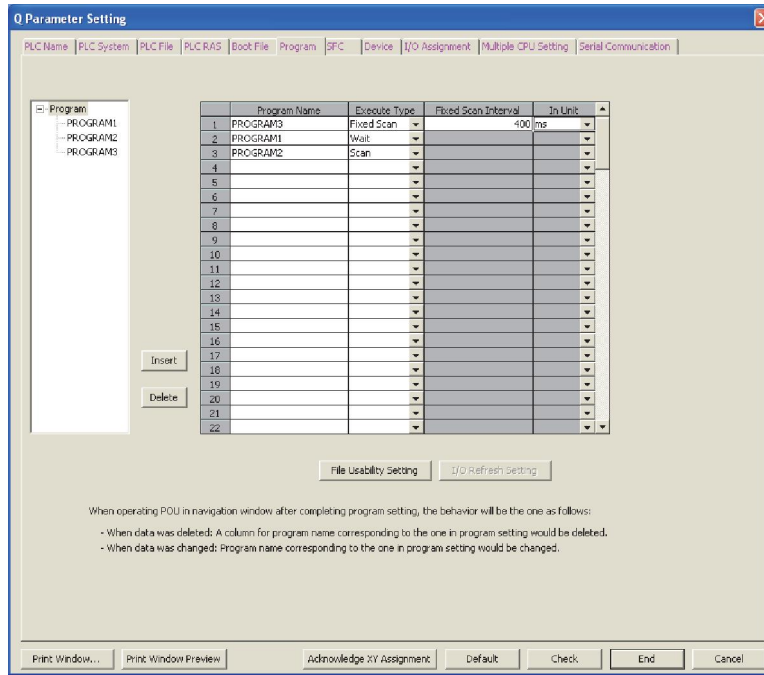 Q Parameter Setting
PLC Name PLC System PLC File PLC RAS Boot File Program SFC Device I/O Assignment Multiple CPU Setting Serial Communication
Program
PROGRAM1
PROGRAM2
PROGRAM3
Program Name Execute Type Fixed Scan Interval In Unit
1 PROGRAM3 Fixed Scan 400 ms
2 PROGRAM1 Wait
3 PROGRAM2 Scan
4
5
6
7
8
9
10
11
12
13
14
15
16
17
18
19
20
21
22
Insert
Delete
File Usability Setting I/O Refresh Setting
When operating POU in navigation window after completing program setting, the behavior will be the one as follows:
- When data was deleted: A column for program name corresponding to the one in program setting would be deleted.
- When data was changed: Program name corresponding to the one in program setting would be changed.
Print Window... Print Window Preview Acknowledge XY Assignment Default Check End Cancel